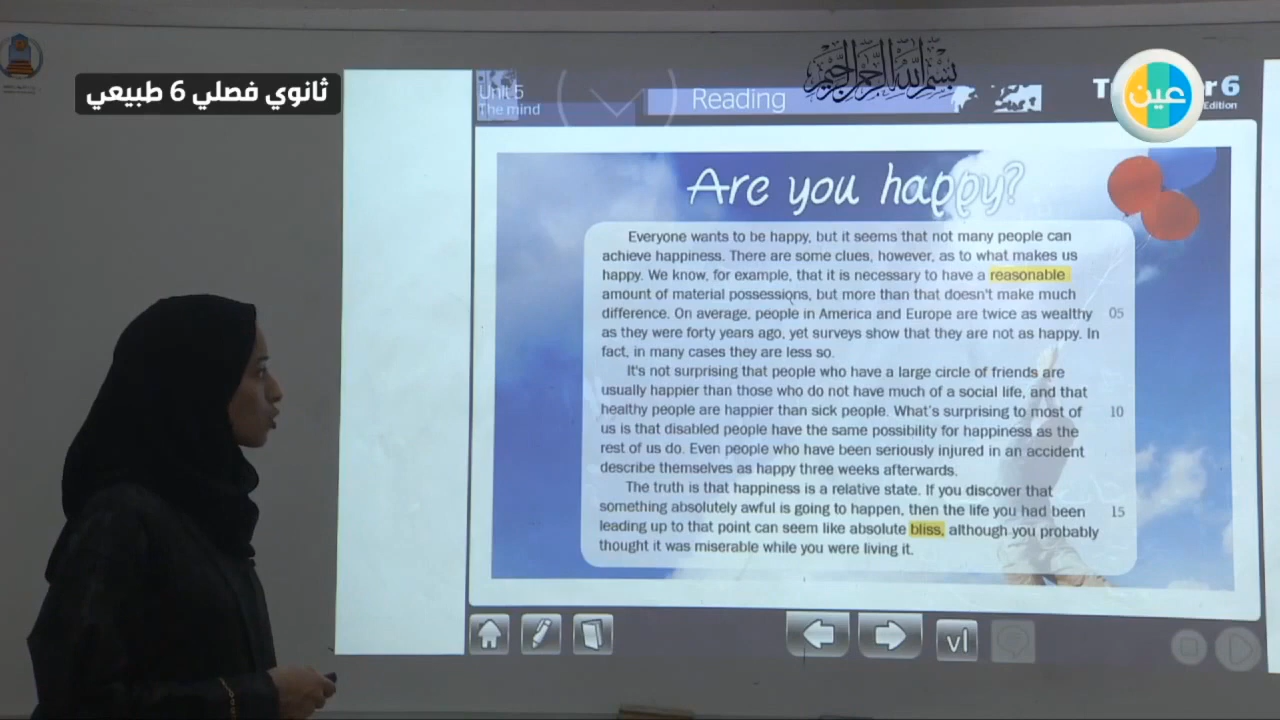 ثانوي فصلي 6 طبيعي
Unit 5
The mind
Reading
بسم الله الرحمن الرحيم
عين
6
Edition
Are you happy?
Everyone wants to be happy, but it seems that not many people can
achieve happiness. There are some clues, however, as to what makes us
happy. We know, for example, that it is necessary to have a reasonable
amount of material possessions, but more than that doesn't make much
difference. On average, people in America and Europe are twice as wealthy 05
as they were forty years ago, yet surveys show that they are not as happy. In
fact, in many cases they are less so.
It's not surprising that people who have a large circle of friends are
usually happier than those who do not have much of a social life, and that
healthy people are happier than sick people. What's surprising to most of 10
us is that disabled people have the same possibility for happiness as the
rest of us do. Even people who have been seriously injured in an accident
describe themselves as happy three weeks afterwards.
The truth is that happiness is a relative state. If you discover that
something absolutely awful is going to happen, then the life you had been 15
leading up to that point can seem like absolute bliss, although you probably
thought it was miserable while you were living it.
vl